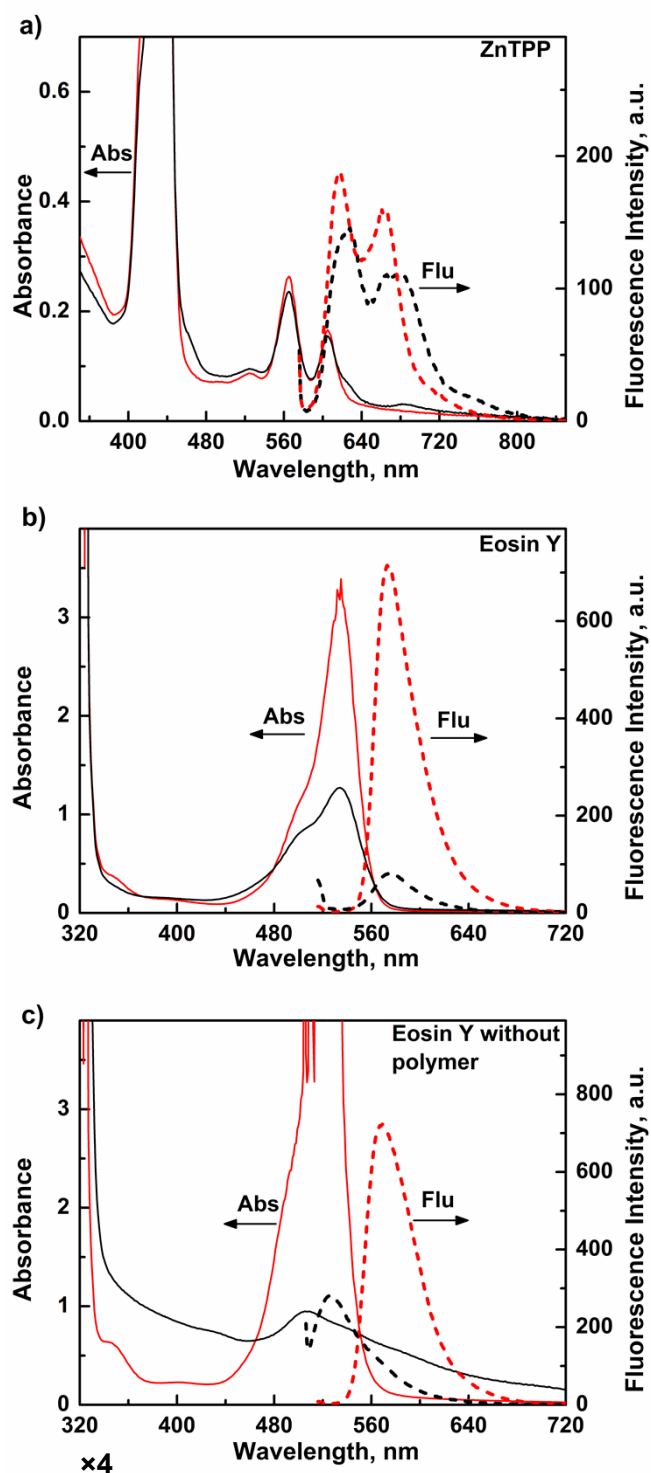 a)
ZnTPP
0.6
0.4
0.2
0.0
Absorbance
Abs
Flu
200
100
0
Fluorescence Intensity, a.u.
400 480 560 640 720 800
Wavelength, nm
b)
Eosin Y
3
2
1
0
Absorbance
Abs
Flu
600
400
200
0
Fluorescence Intensity, a.u.
320 400 480 560 640 720
Wavelength, nm
c)
Eosin Y without
polymer
3
2
1
0
Absorbance
Abs
Flu
800
600
400
200
0
Fluorescence Intensity, a.u.
320 400 480 560 640 720
Wavelength, nm
×4